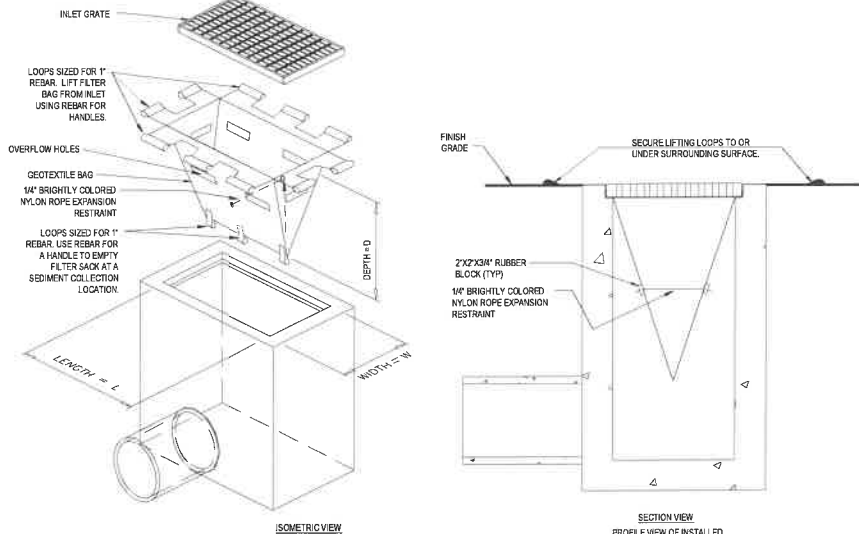 INLET GRATE
LOOPS SIZED FOR 1"
REBAR. LIFT FILTER
BAG FROM INLET
USING REBAR FOR
HANDLES.
OVERFLOW HOLES
GEOTEXTILE BAG
1/4" BRIGHTLY COLORED
NYLON ROPE EXPANSION
RESTRAINT
LOOPS SIZED FOR 1"
REBAR. USE REBAR FOR
A HANDLE TO EMPTY
FILTER SACK AT A
SEDIMENT COLLECTION
LOCATION.
DEPTH = D
LENGTH = L
WIDTH = W
ISOMETRIC VIEW
FINISH
GRADE
SECURE LIFTING LOOPS TO OR
UNDER SURROUNDING SURFACE.
2"X2"X3/4" RUBBER
BLOCK (TYP)
1/4" BRIGHTLY COLORED
NYLON ROPE EXPANSION
RESTRAINT
SECTION VIEW
PROFILE VIEW OF INSTALLED